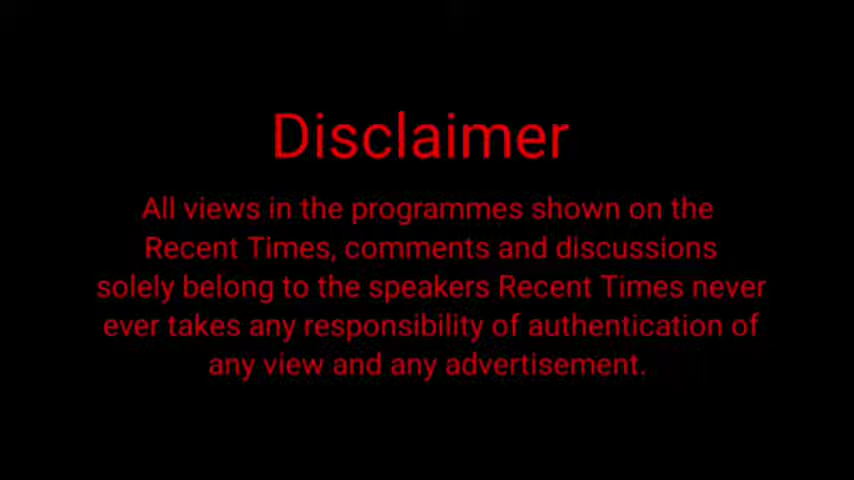 Disclaimer
All views in the programmes shown on the
Recent Times, comments and discussions
solely belong to the speakers Recent Times never
ever takes any responsibility of authentication of
any view and any advertisement.